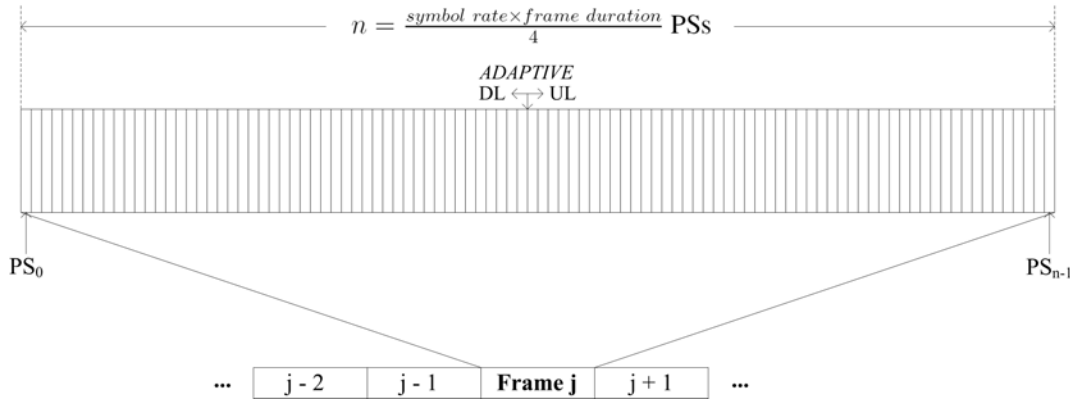 n = symbol rate×frame duration / 4 PSs
ADAPTIVE
DL UL
PS0 PSn-1
... j - 2 j - 1 Frame j j + 1 ...